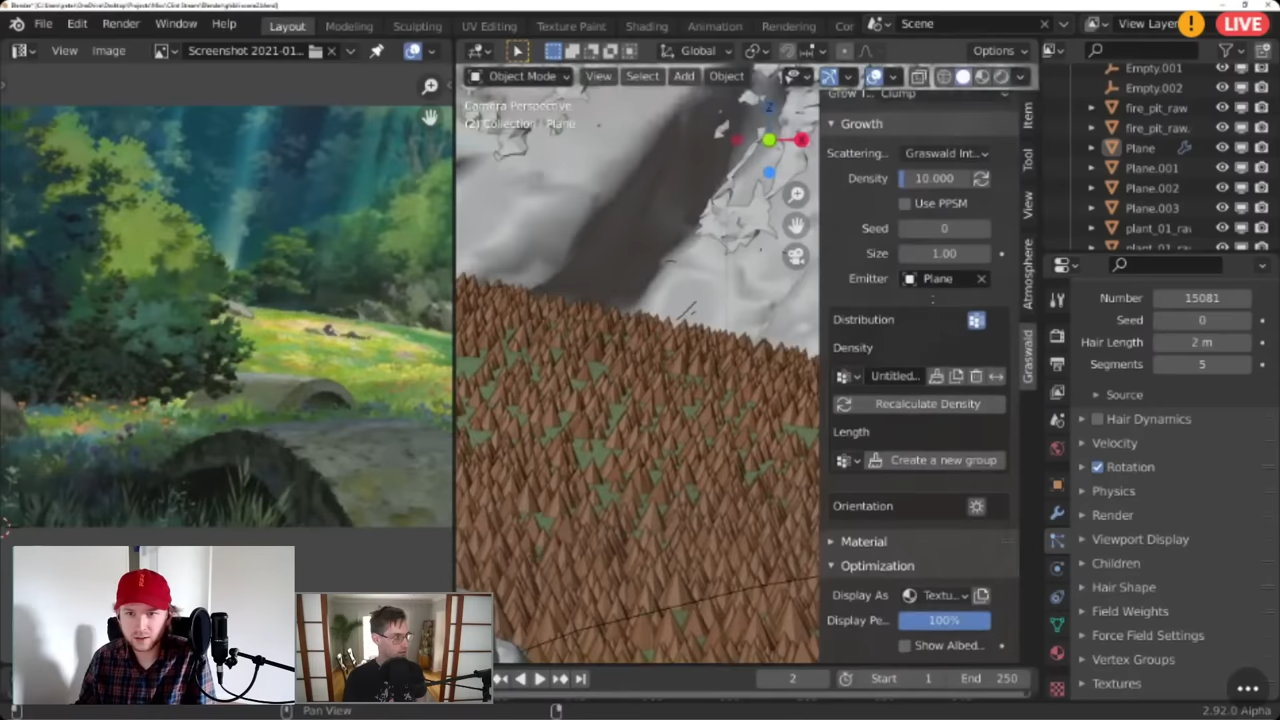 File Edit Render Window Help Layout Modeling Sculpting UV Editing Texture Paint Shading Animation Rendering Scene View Layer LIVE
View Image Screenshot 2021-01... Global Options
Object Mode View Select Add Object
Camera Perspective
(2) Collection | Plane
Z
X
Clump
Growth
Scattering... Graswald Int...
Density 10.000
Use PPSM
Seed 0
Size 1.00
Emitter Plane
Distribution
Density
Untitled...
Recalculate Density
Length
Create a new group
Orientation
Material
Optimization
Display As Textu...
Display Pe... 100%
Show Albed...
Item
Tool
View
Atmosphere
Graswald
Empty.001
Empty.002
fire_pit_raw
fire_pit_raw.
Plane
Plane.001
Plane.002
Plane.003
plant_01_ra
Number 15081
Seed 0
Hair Length 2 m
Segments 5
Source
Hair Dynamics
Velocity
Rotation
Physics
Render
Viewport Display
Children
Hair Shape
Field Weights
Force Field Settings
Vertex Groups
Textures
2 Start 1 End 250
Pan View
2.92.0 Alpha